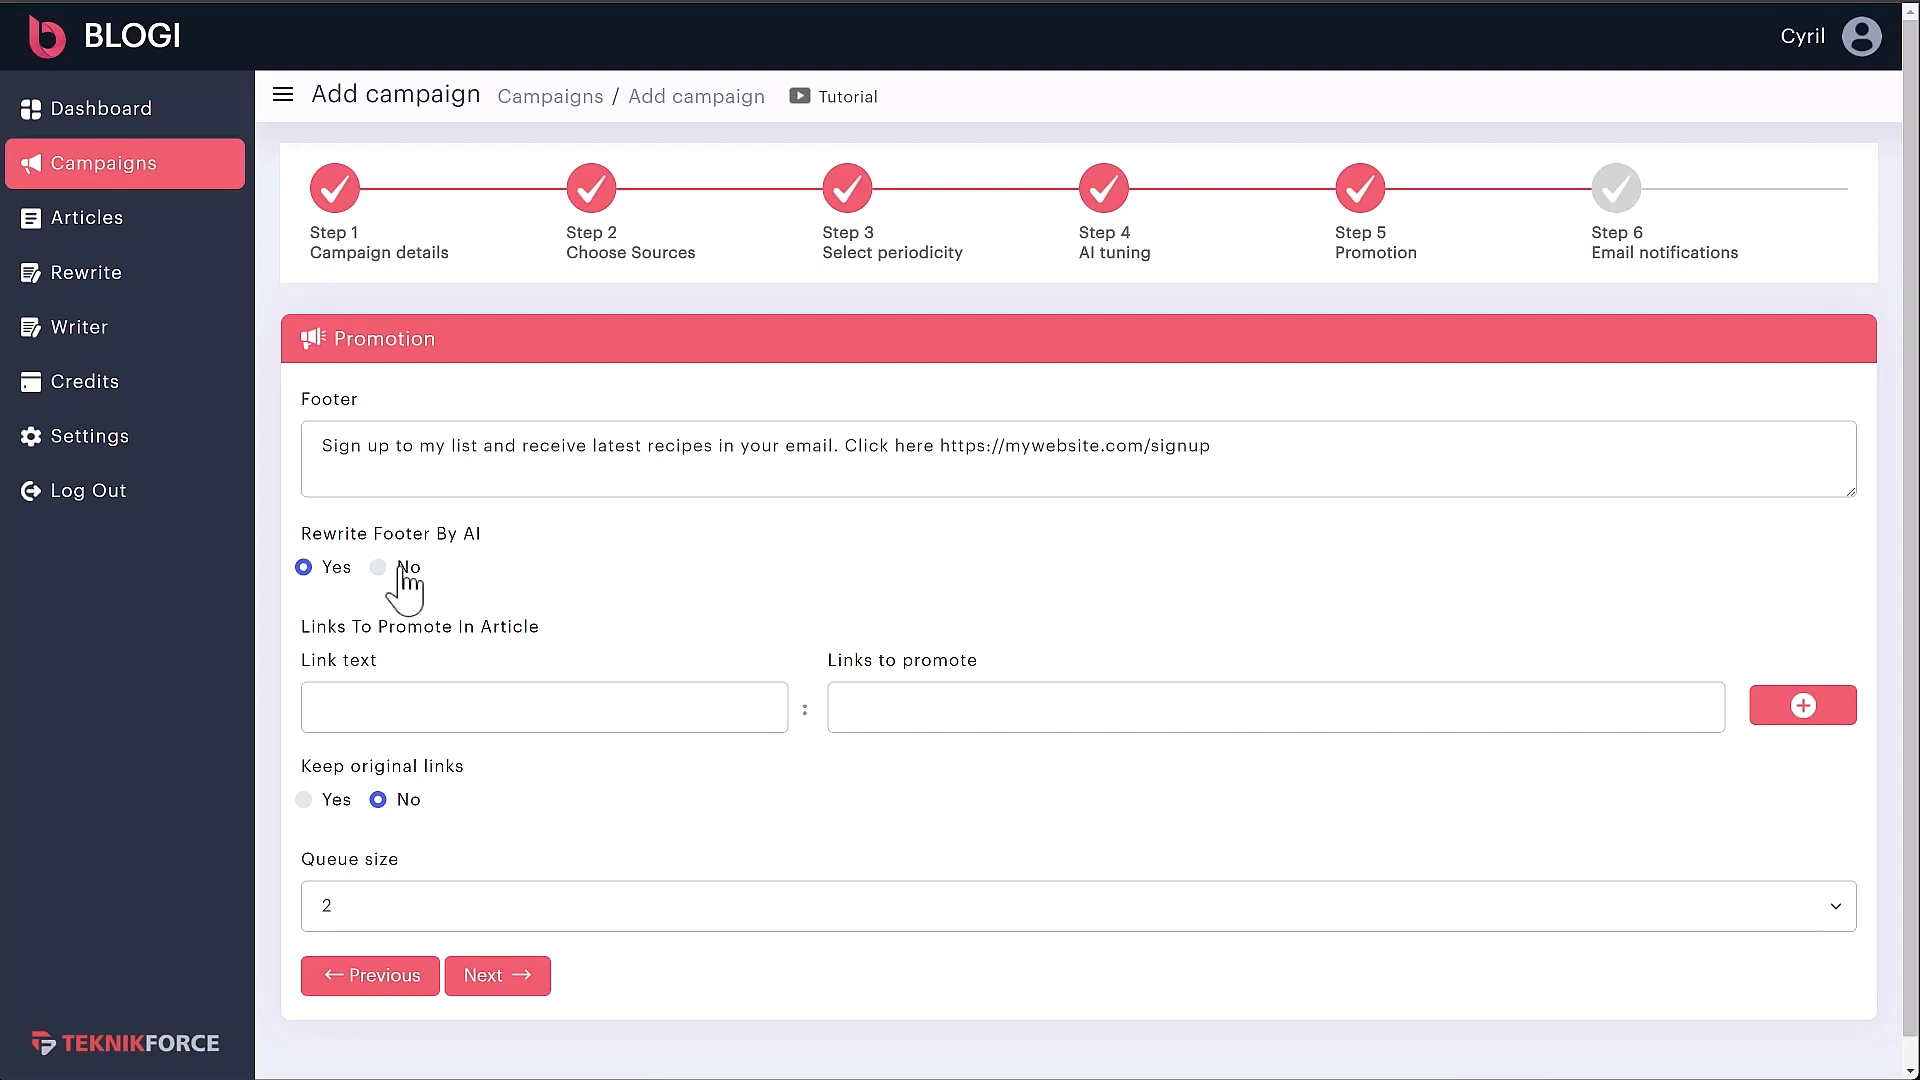 BLOGI
Cyril
Dashboard
Campaigns
Articles
Rewrite
Writer
Credits
Settings
Log Out
TEKNIKFORCE
Add campaign Campaigns / Add campaign Tutorial
Step 1
Campaign details
Step 2
Choose Sources
Step 3
Select periodicity
Step 4
AI tuning
Step 5
Promotion
Step 6
Email notifications
Promotion
Footer
Sign up to my list and receive latest recipes in your email. Click here https://mywebsite.com/signup
Rewrite Footer By AI
Yes No
Links To Promote In Article
Link text
Links to promote
:
Keep original links
Yes No
Queue size
2
← Previous
Next →